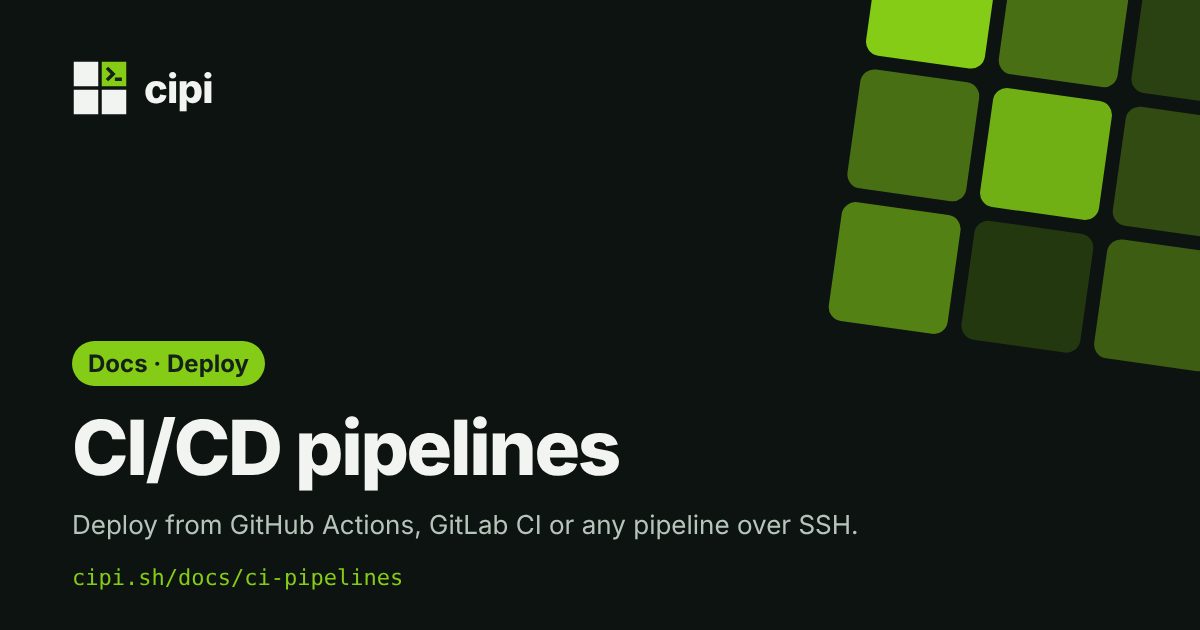 cipi
Docs · Deploy
CI/CD pipelines
Deploy from GitHub Actions, GitLab CI or any pipeline over SSH.
cipi.sh/docs/ci-pipelines